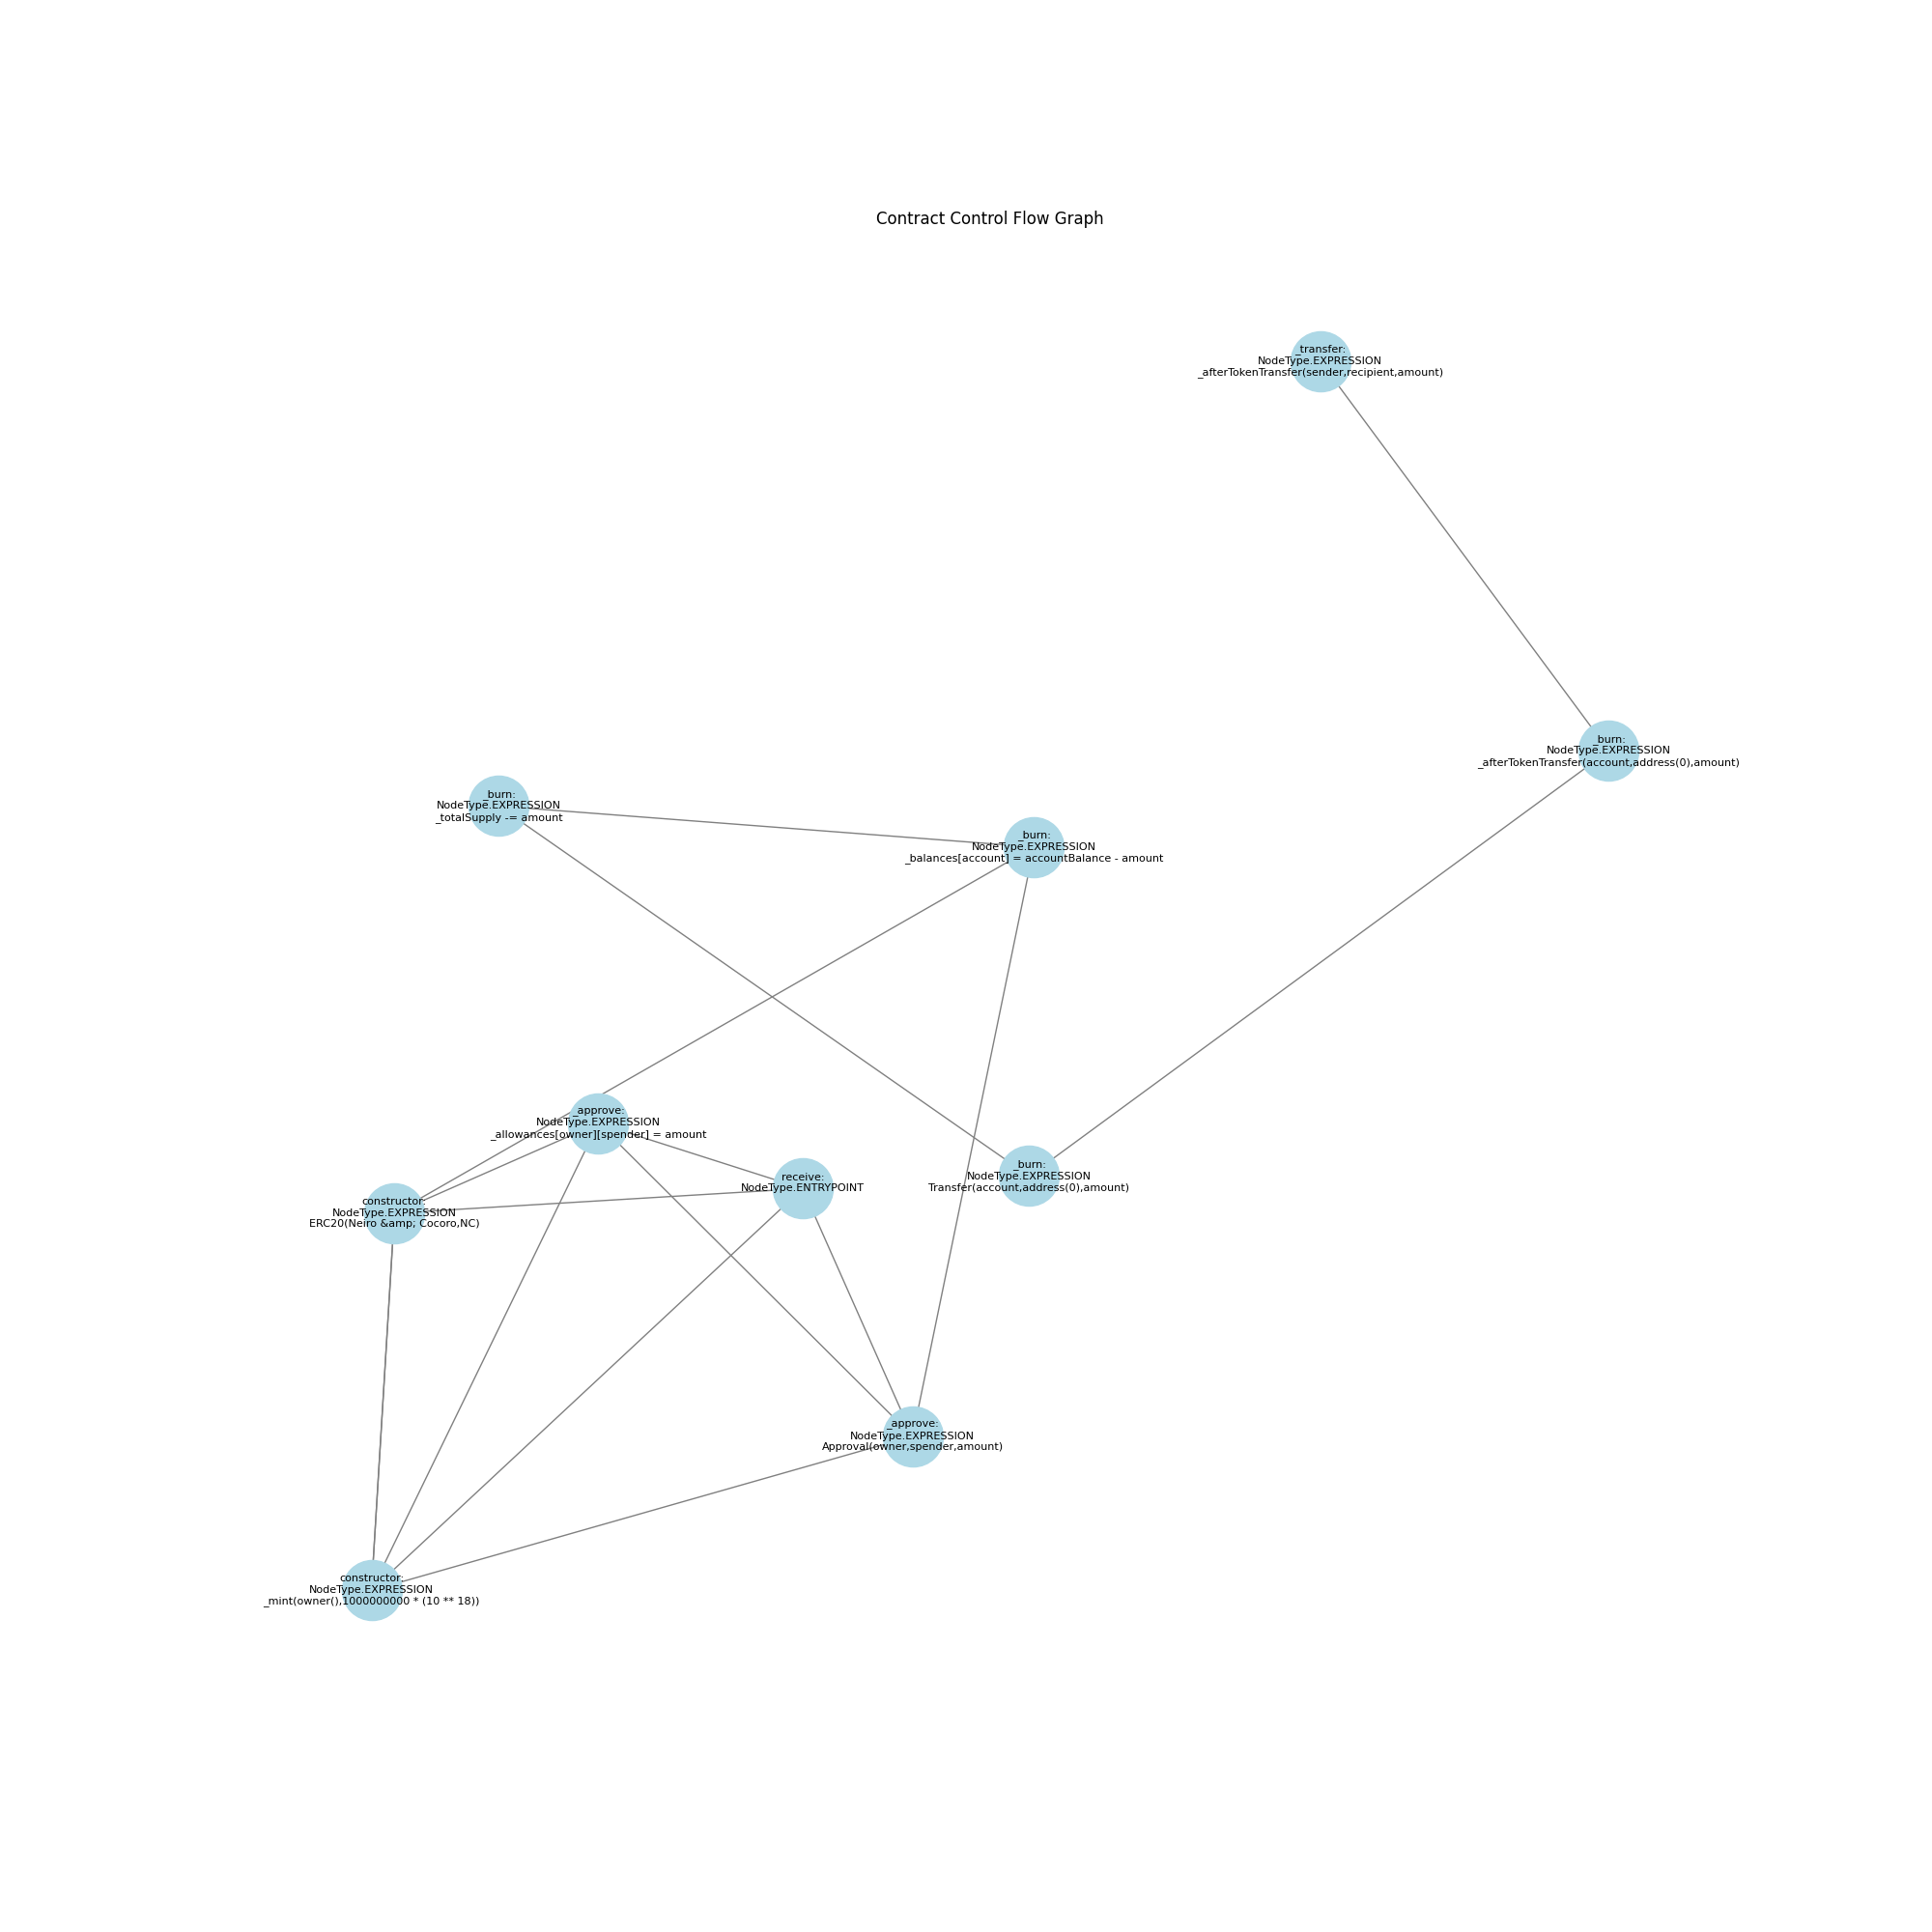 Contract Control Flow Graph
_transfer:
NodeType.EXPRESSION
_afterTokenTransfer(sender,recipient,amount)
_burn:
NodeType.EXPRESSION
_afterTokenTransfer(account,address(0),amount)
_burn:
NodeType.EXPRESSION
_totalSupply -= amount
_burn:
NodeType.EXPRESSION
_balances[account] = accountBalance - amount
_approve:
NodeType.EXPRESSION
_allowances[owner][spender] = amount
_burn:
NodeType.EXPRESSION
Transfer(account,address(0),amount)
receive:
NodeType.ENTRYPOINT
constructor:
NodeType.EXPRESSION
ERC20(Neiro &amp; Cocoro,NC)
_approve:
NodeType.EXPRESSION
Approval(owner,spender,amount)
constructor:
NodeType.EXPRESSION
_mint(owner(),1000000000 * (10 ** 18))